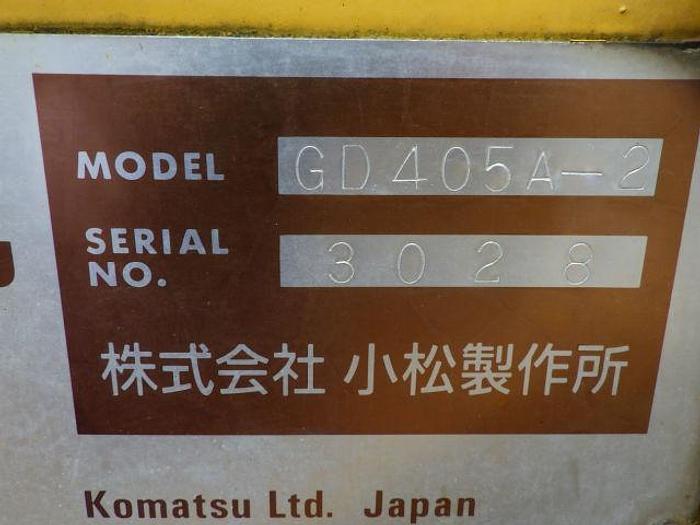 MODEL GD405A-2
SERIAL NO. 3028
株式会社 小松製作所
Komatsu Ltd. Japan